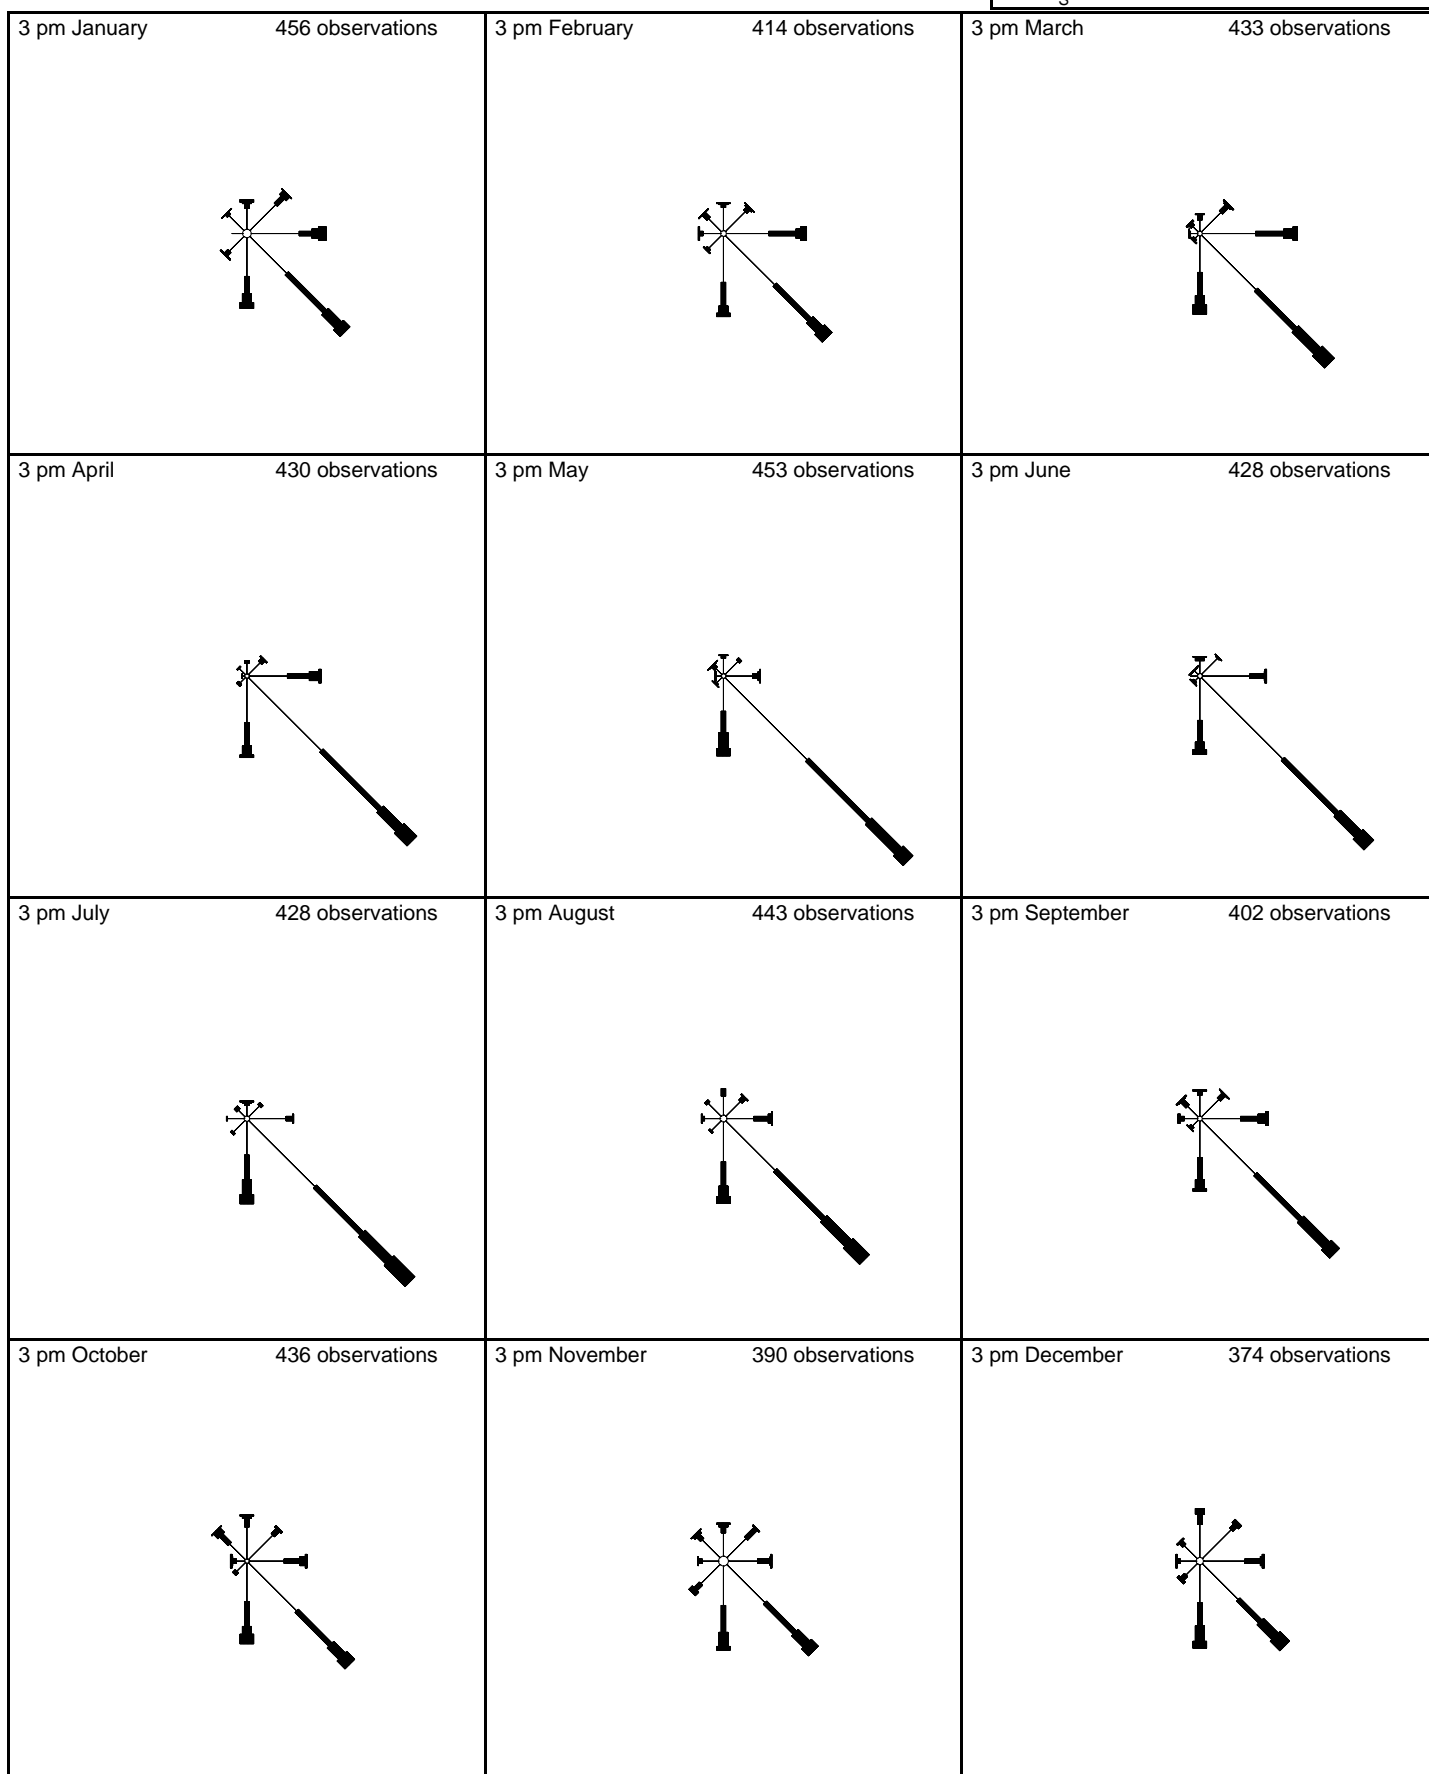 3 pm January 456 observations
3 pm February 414 observations
3 pm March 433 observations
3 pm April 430 observations
3 pm May 453 observations
3 pm June 428 observations
3 pm July 428 observations
3 pm August 443 observations
3 pm September 402 observations
3 pm October 436 observations
3 pm November 390 observations
3 pm December 374 observations